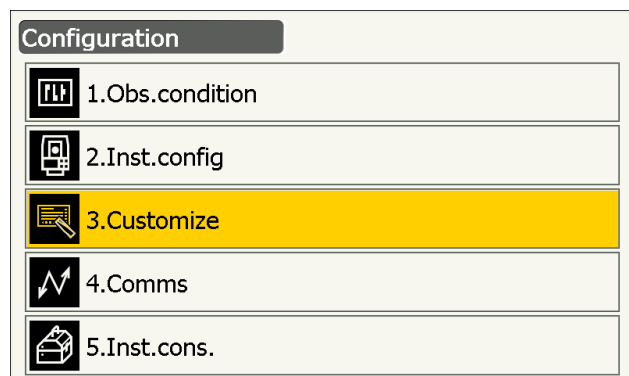 Configuration
1.Obs.condition
2.Inst.config
3.Customize
4.Comms
5.Inst.cons.